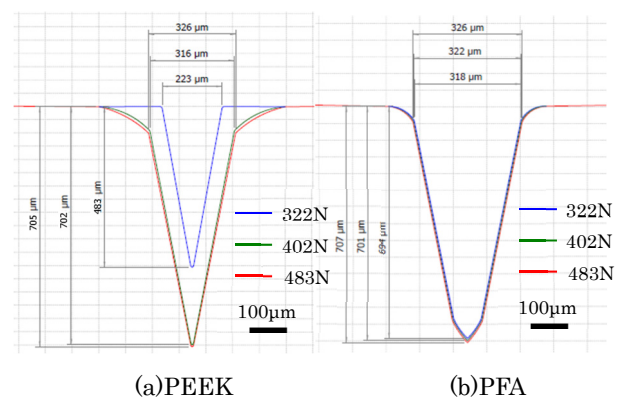 326 µm
316 µm
223 µm
705 µm
702 µm
483 µm
322N
402N
483N
100µm
(a)PEEK
326 µm
322 µm
318 µm
707 µm
701 µm
694 µm
322N
402N
483N
100µm
(b)PFA